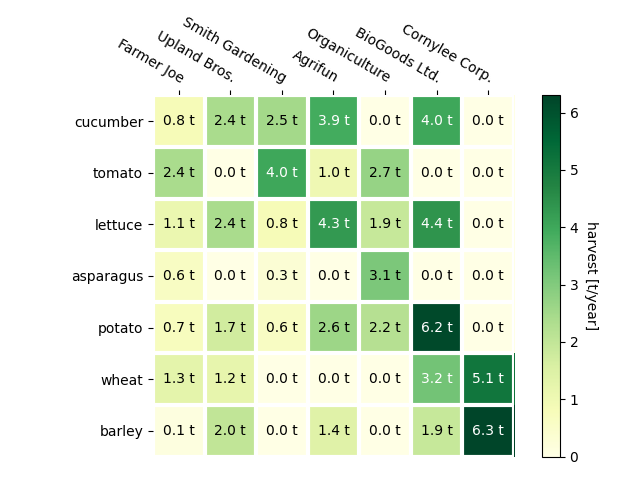 Farmer Joe Upland Bros. Smith Gardening Agrifun Organiculture BioGoods Ltd. Cornylee Corp.
cucumber 0.8 t 2.4 t 2.5 t 3.9 t 0.0 t 4.0 t 0.0 t
tomato 2.4 t 0.0 t 4.0 t 1.0 t 2.7 t 0.0 t 0.0 t
lettuce 1.1 t 2.4 t 0.8 t 4.3 t 1.9 t 4.4 t 0.0 t
asparagus 0.6 t 0.0 t 0.3 t 0.0 t 3.1 t 0.0 t 0.0 t
potato 0.7 t 1.7 t 0.6 t 2.6 t 2.2 t 6.2 t 0.0 t
wheat 1.3 t 1.2 t 0.0 t 0.0 t 0.0 t 3.2 t 5.1 t
barley 0.1 t 2.0 t 0.0 t 1.4 t 0.0 t 1.9 t 6.3 t
6
5
4
3
2
1
0
harvest [t/year]